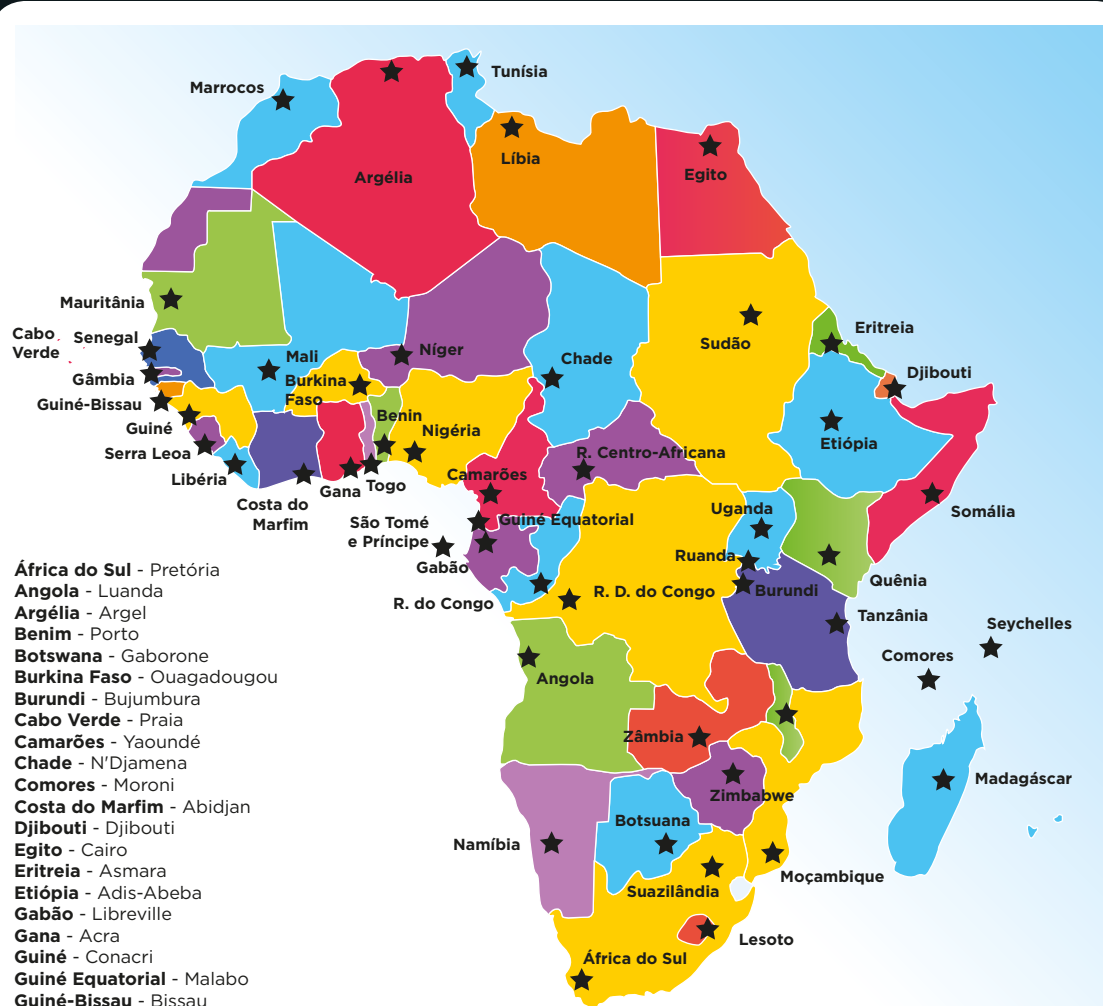 Marrocos
Tunísia
Líbia
Egito
Argélia
Mauritânia
Cabo
Verde
Senegal
Gâmbia
Guiné-Bissau
Guiné
Serra Leoa
Libéria
Mali
Burkina
Faso
Níger
Chade
Sudão
Eritreia
Djibouti
Etiópia
Benin
Nigéria
R. Centro-Africana
Camarões
Costa do
Marfim
Gana
Togo
São Tomé
e Príncipe
Guiné Equatorial
Gabão
R. do Congo
R. D. do Congo
Uganda
Ruanda
Burundi
Somália
Quênia
Tanzânia
Seychelles
Comores
Angola
Zâmbia
Zimbabwe
Madagáscar
Botsuana
Namíbia
Moçambique
Suazilândia
Lesoto
África do Sul
África do Sul - Pretória
Angola - Luanda
Argélia - Argel
Benim - Porto
Botswana - Gaborone
Burkina Faso - Ouagadougou
Burundi - Bujumbura
Cabo Verde - Praia
Camarões - Yaoundé
Chade - N'Djamena
Comores - Moroni
Costa do Marfim - Abidjan
Djibouti - Djibouti
Egito - Cairo
Eritreia - Asmara
Etiópia - Adis-Abeba
Gabão - Libreville
Gana - Acra
Guiné - Conacri
Guiné Equatorial - Malabo
Guiné-Bissau - Bissau